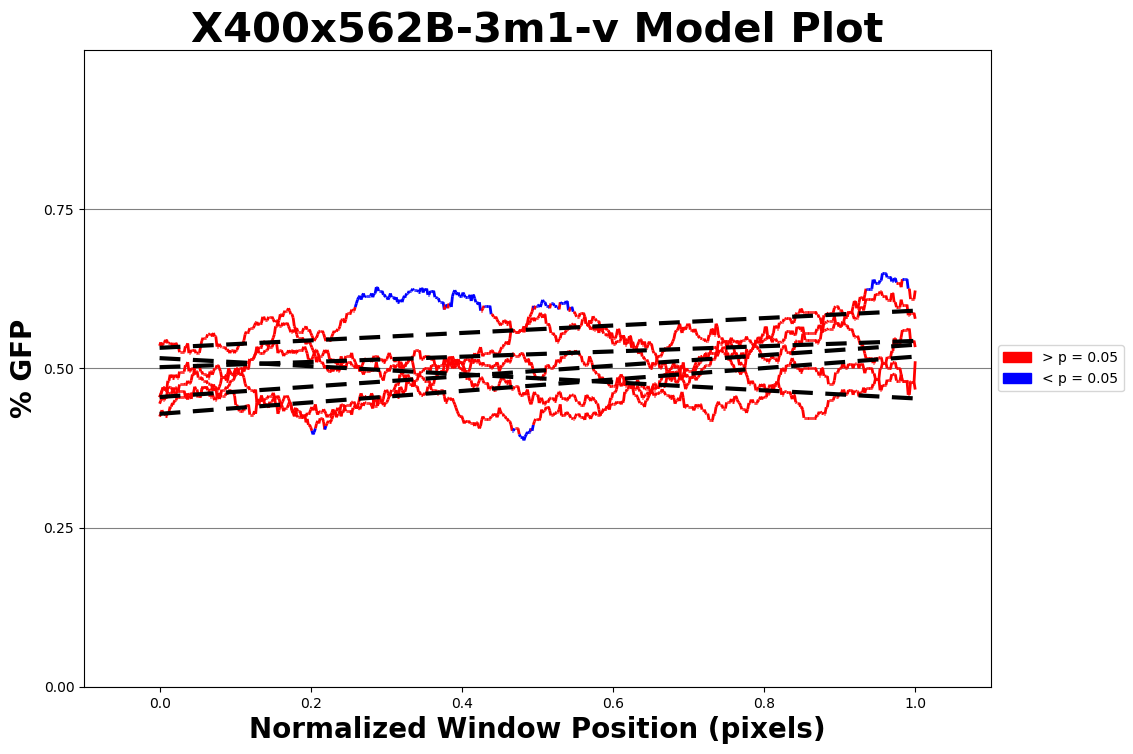 X400x562B-3m1-v Model Plot
% GFP
0.75
0.50
0.25
0.00
0.0 0.2 0.4 0.6 0.8 1.0
Normalized Window Position (pixels)
> p = 0.05
< p = 0.05